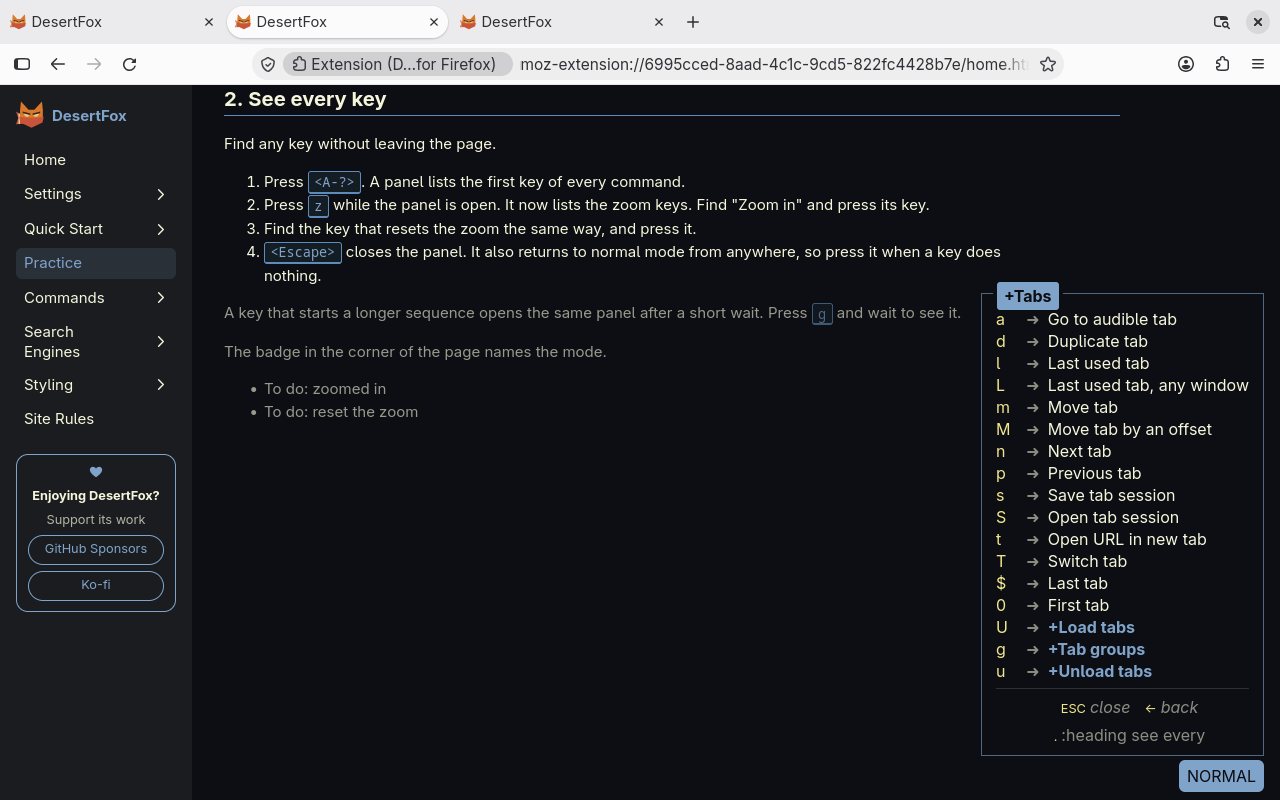 DesertFox
DesertFox
DesertFox
Extension (D...for Firefox)
moz-extension://6995cced-8aad-4c1c-9cd5-822fc4428b7e/home.htm
DesertFox
Home
Settings
Quick Start
Practice
Commands
Search
Engines
Styling
Site Rules
Enjoying DesertFox?
Support its work
GitHub Sponsors
Ko-fi
2. See every key
Find any key without leaving the page.
1. Press <A-?>. A panel lists the first key of every command.
2. Press z while the panel is open. It now lists the zoom keys. Find "Zoom in" and press its key.
3. Find the key that resets the zoom the same way, and press it.
4. <Escape> closes the panel. It also returns to normal mode from anywhere, so press it when a key does
nothing.
A key that starts a longer sequence opens the same panel after a short wait. Press g and wait to see it.
The badge in the corner of the page names the mode.
• To do: zoomed in
• To do: reset the zoom
+Tabs
a ➜ Go to audible tab
d ➜ Duplicate tab
l ➜ Last used tab
L ➜ Last used tab, any window
m ➜ Move tab
M ➜ Move tab by an offset
n ➜ Next tab
p ➜ Previous tab
s ➜ Save tab session
S ➜ Open tab session
t ➜ Open URL in new tab
T ➜ Switch tab
$ ➜ Last tab
0 ➜ First tab
U ➜ +Load tabs
g ➜ +Tab groups
u ➜ +Unload tabs
ESC close ← back
. :heading see every
NORMAL